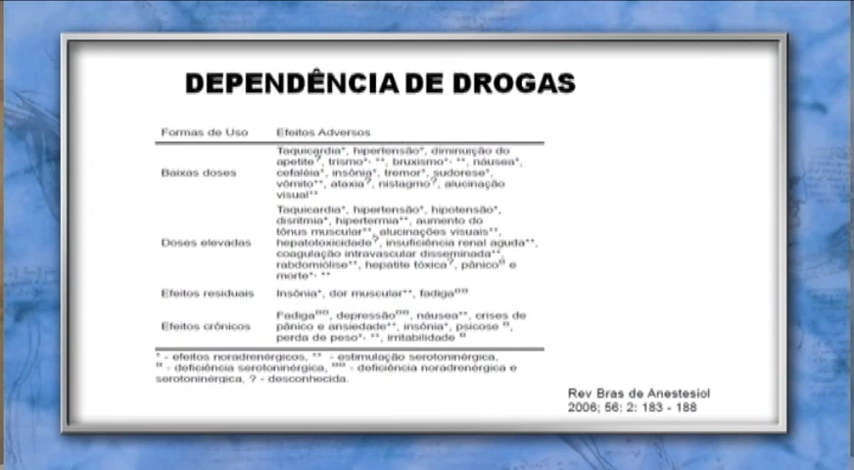 DEPENDÊNCIA DE DROGAS
Formas de Uso Efeitos Adversos
Baixas doses
Taquicardia*, hipertensão*, diminuição do
apetite?, trismo*· **, bruxismo*· **, náusea*,
cefaléia*, insônia*, tremor*, sudorese*,
vômito**, ataxia?, nistagmo?, alucinação
visual**
Doses elevadas
Taquicardia*, hipertensão*, hipotensão*,
disritmia*, hipertermia**, aumento do
tônus muscular**, alucinações visuais**,
hepatotoxicidade?, insuficiência renal aguda**,
coagulação intravascular disseminada**,
rabdomiólise**, hepatite tóxica?, pânico¤ e
morte*· **
Efeitos residuais Insônia*, dor muscular**, fadiga¤¤
Efeitos crônicos
Fadiga¤¤, depressão¤¤, náusea**, crises de
pânico e ansiedade**, insônia*, psicose ¤,
perda de peso*· **, irritabilidade ¤
* - efeitos noradrenérgicos, ** - estimulação serotoninérgica,
¤ - deficiência serotoninérgica, ¤¤ - deficiência noradrenérgica e
serotoninérgica, ? - desconhecida.
Rev Bras de Anestesiol
2006; 56: 2: 183 - 188